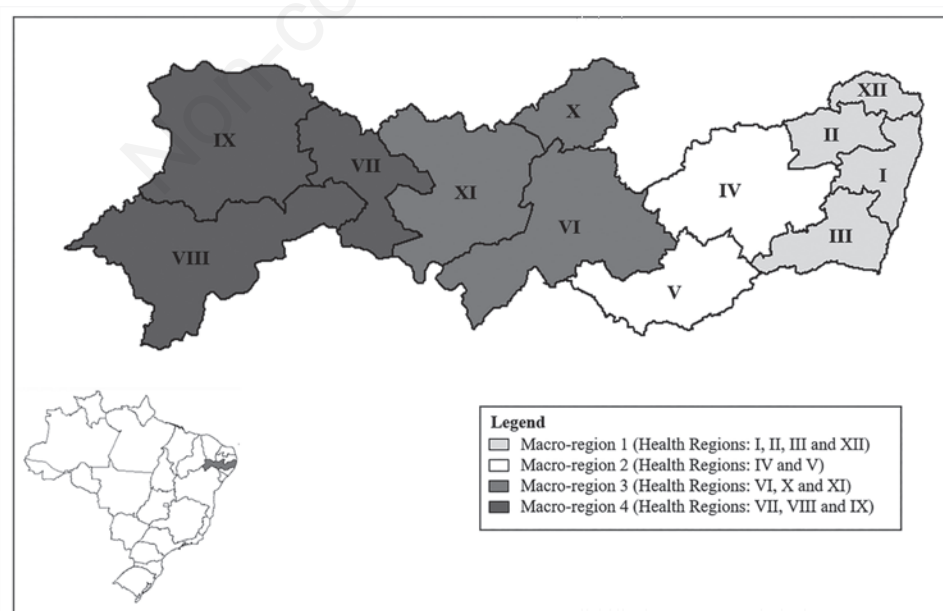 Non-co
XII
X
II
IX
VII
I
XI
IV
VI
III
VIII
V
Legend
Macro-region 1 (Health Regions: I, II, III and XII)
Macro-region 2 (Health Regions: IV and V)
Macro-region 3 (Health Regions: VI, X and XI)
Macro-region 4 (Health Regions: VII, VIII and IX)